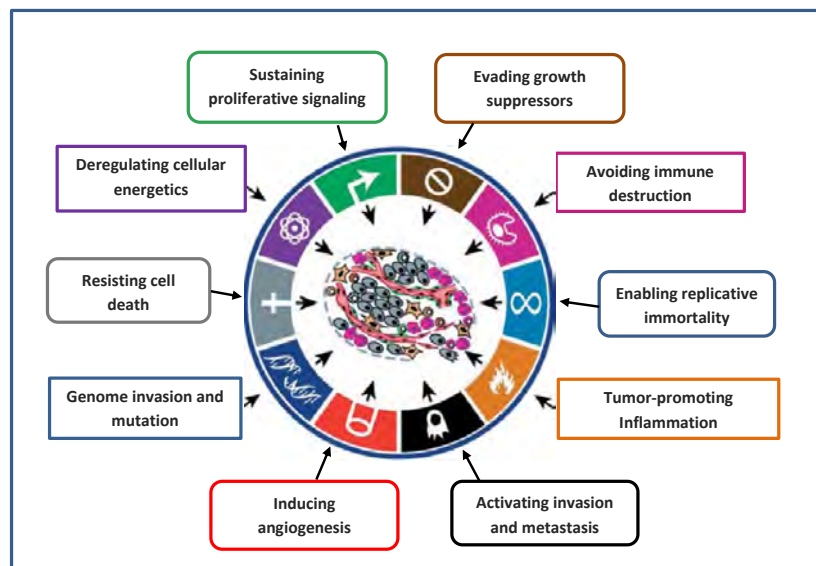 Sustaining
proliferative signaling
Evading growth
suppressors
Deregulating cellular
energetics
Avoiding immune
destruction
Resisting cell
death
Enabling replicative
immortality
Genome invasion and
mutation
Tumor-promoting
Inflammation
Inducing
angiogenesis
Activating invasion
and metastasis